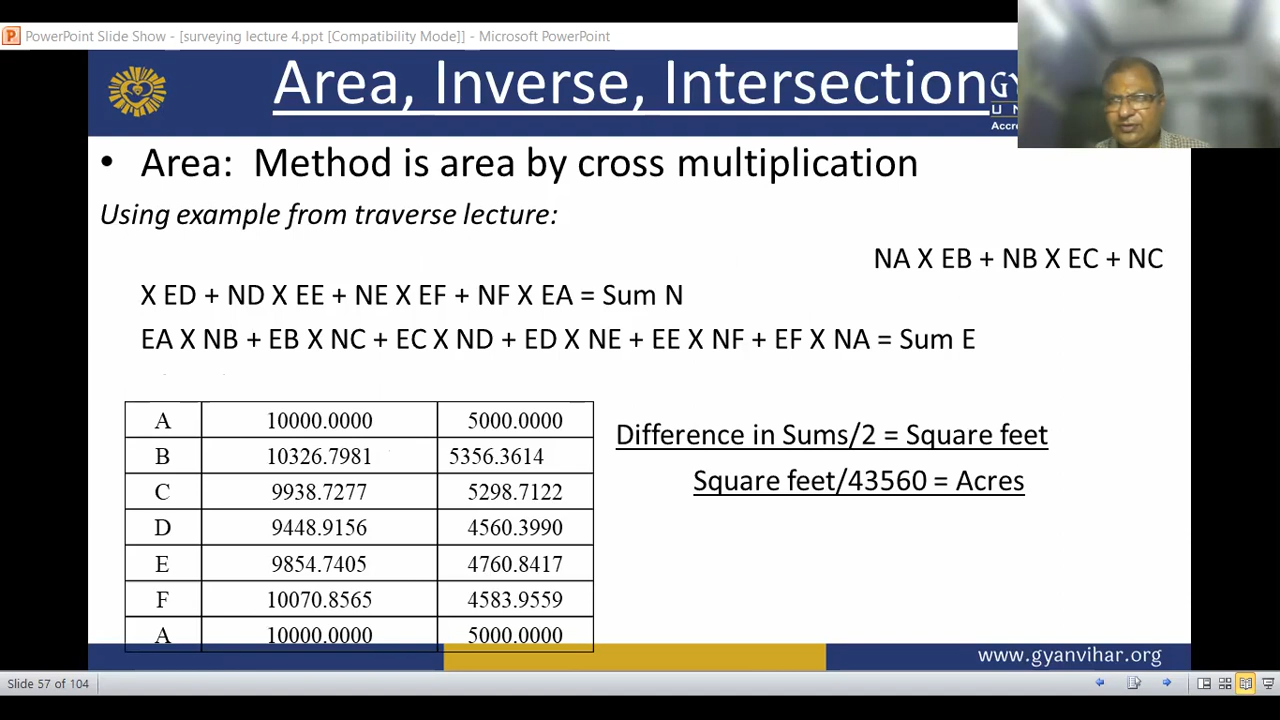 PowerPoint Slide Show - [surveying lecture 4.ppt [Compatibility Mode]] - Microsoft PowerPoint
Area, Inverse, Intersection
Accre
• Area: Method is area by cross multiplication
Using example from traverse lecture:
NA X EB + NB X EC + NC
X ED + ND X EE + NE X EF + NF X EA = Sum N
EA X NB + EB X NC + EC X ND + ED X NE + EE X NF + EF X NA = Sum E
A 10000.0000 5000.0000
B 10326.7981 5356.3614
C 9938.7277 5298.7122
D 9448.9156 4560.3990
E 9854.7405 4760.8417
F 10070.8565 4583.9559
A 10000.0000 5000.0000
Difference in Sums/2 = Square feet
Square feet/43560 = Acres
www.gyanvihar.org
Slide 57 of 104